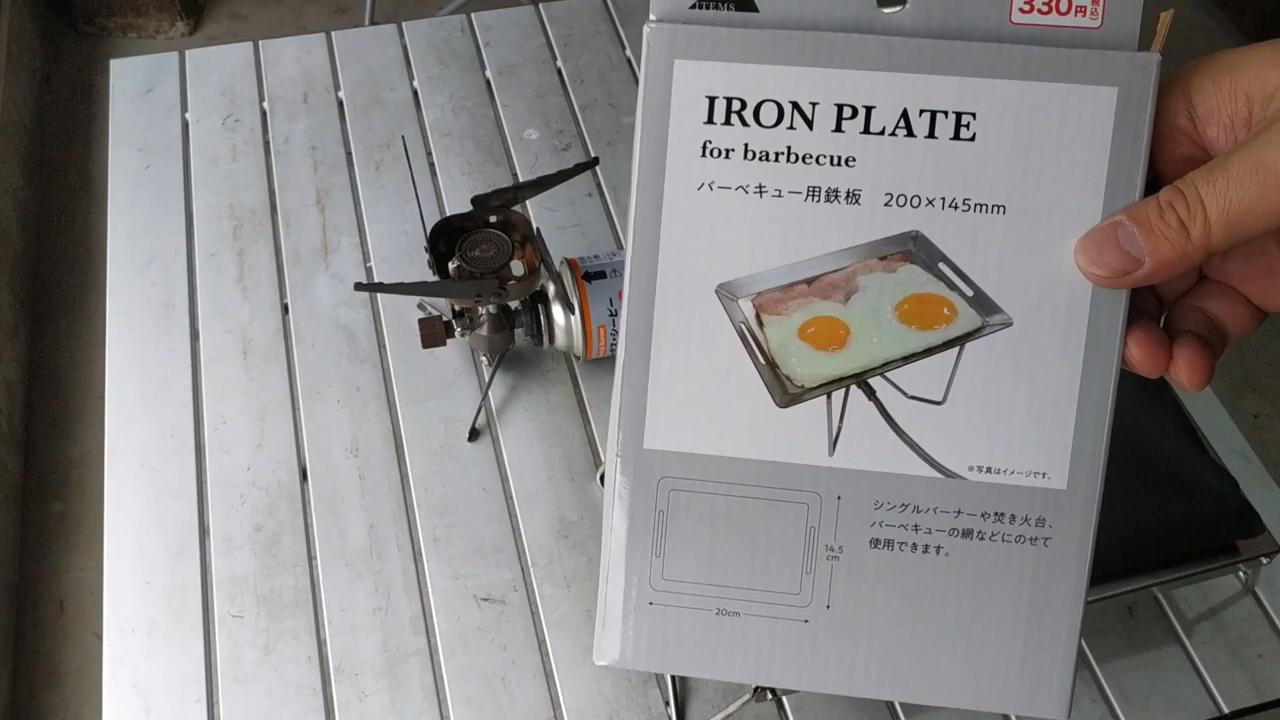 ITEMS
330円
IRON PLATE
for barbecue
バーベキュー用鉄板 200×145mm
※写真はイメージです。
シングルバーナーや焚き火台、
バーベキューの網などにのせて
使用できます。
14.5
cm
20cm